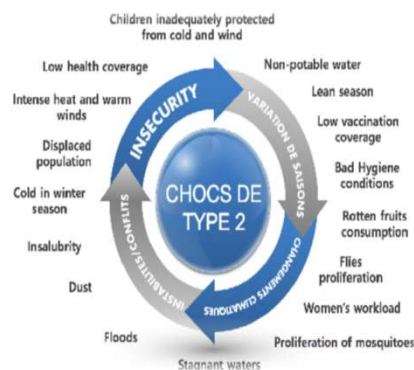 Children inadequately protected
from cold and wind
Low health coverage
Non-potable water
Intense heat and warm
winds
Lean season
Displaced
population
Low vaccination
coverage
Cold in winter
season
Bad Hygiene
conditions
Insalubrity
Rotten fruits
consumption
Dust
Flies
proliferation
Floods
Women's workload
Proliferation of mosquitoes
Stagnant waters
INSECURITY
VARIATION DE SAISONS
CHANGEMENTS CLIMATIQUES
INSTABILITES/CONFLITS
CHOCS DE
TYPE 2